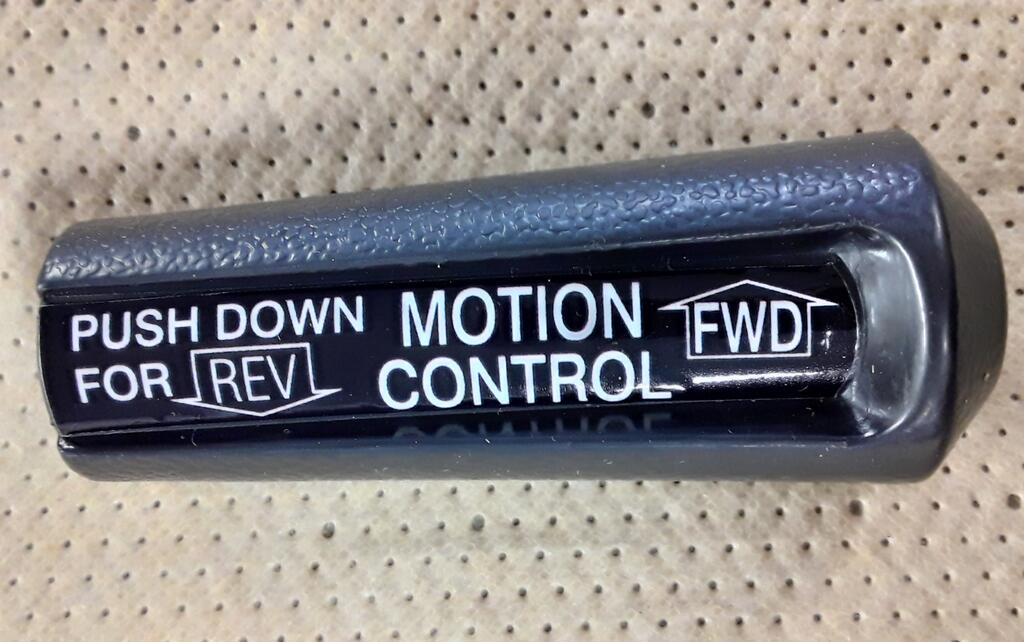 PUSH DOWN
FOR REV
MOTION
CONTROL
FWD